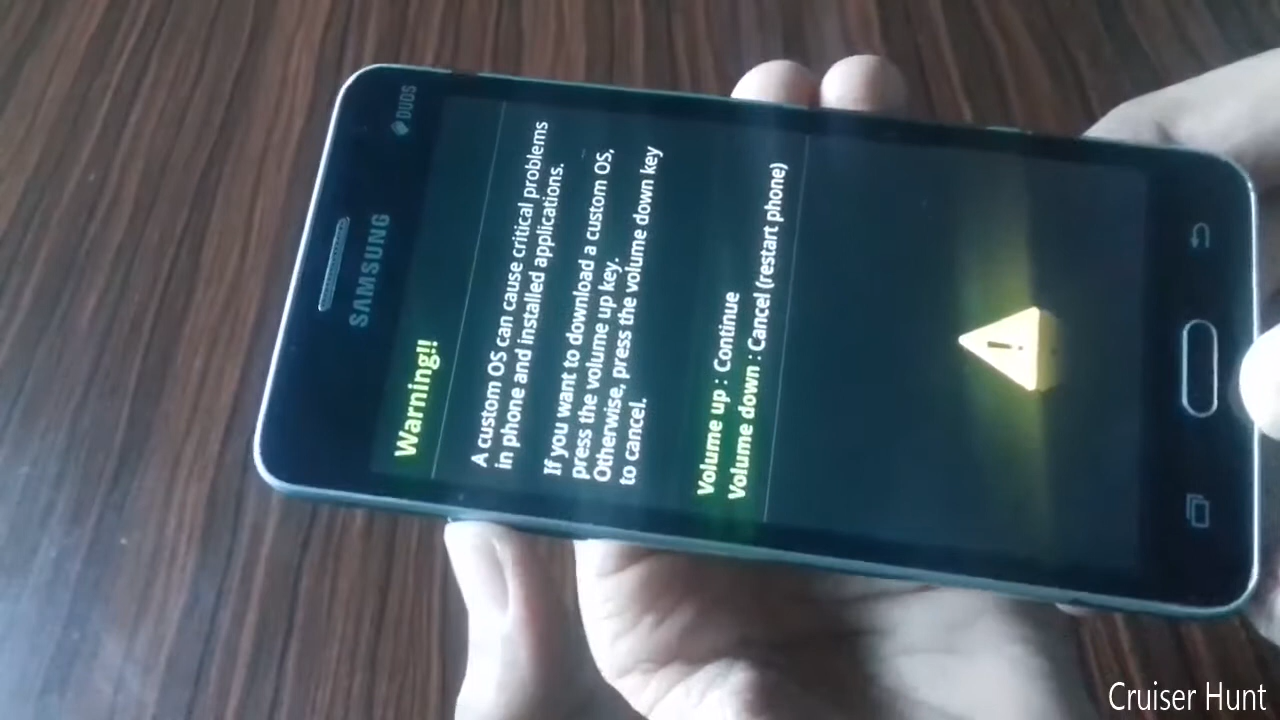 DUOS
SAMSUNG
Warning!!
A custom OS can cause critical problems
in phone and installed applications.
If you want to download a custom OS,
press the volume up key.
Otherwise, press the volume down key
to cancel.
Volume up : Continue
Volume down : Cancel (restart phone)
Cruiser Hunt